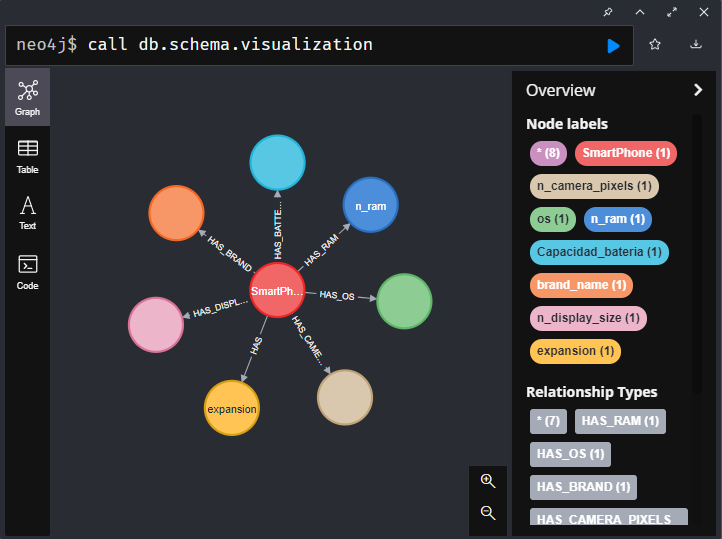 neo4j$ call db.schema.visualization
Graph
Table
Text
Code
n_ram
HAS_BATTE...
HAS_BRAND
HAS_RAM
SmartPh...
HAS_OS
HAS_DISPL...
HAS
HAS_CAME...
expansion
Overview
Node labels
* (8) SmartPhone (1)
n_camera_pixels (1)
os (1) n_ram (1)
Capacidad_bateria (1)
brand_name (1)
n_display_size (1)
expansion (1)
Relationship Types
* (7) HAS_RAM (1)
HAS_OS (1)
HAS_BRAND (1)
HAS_CAMERA_PIXELS